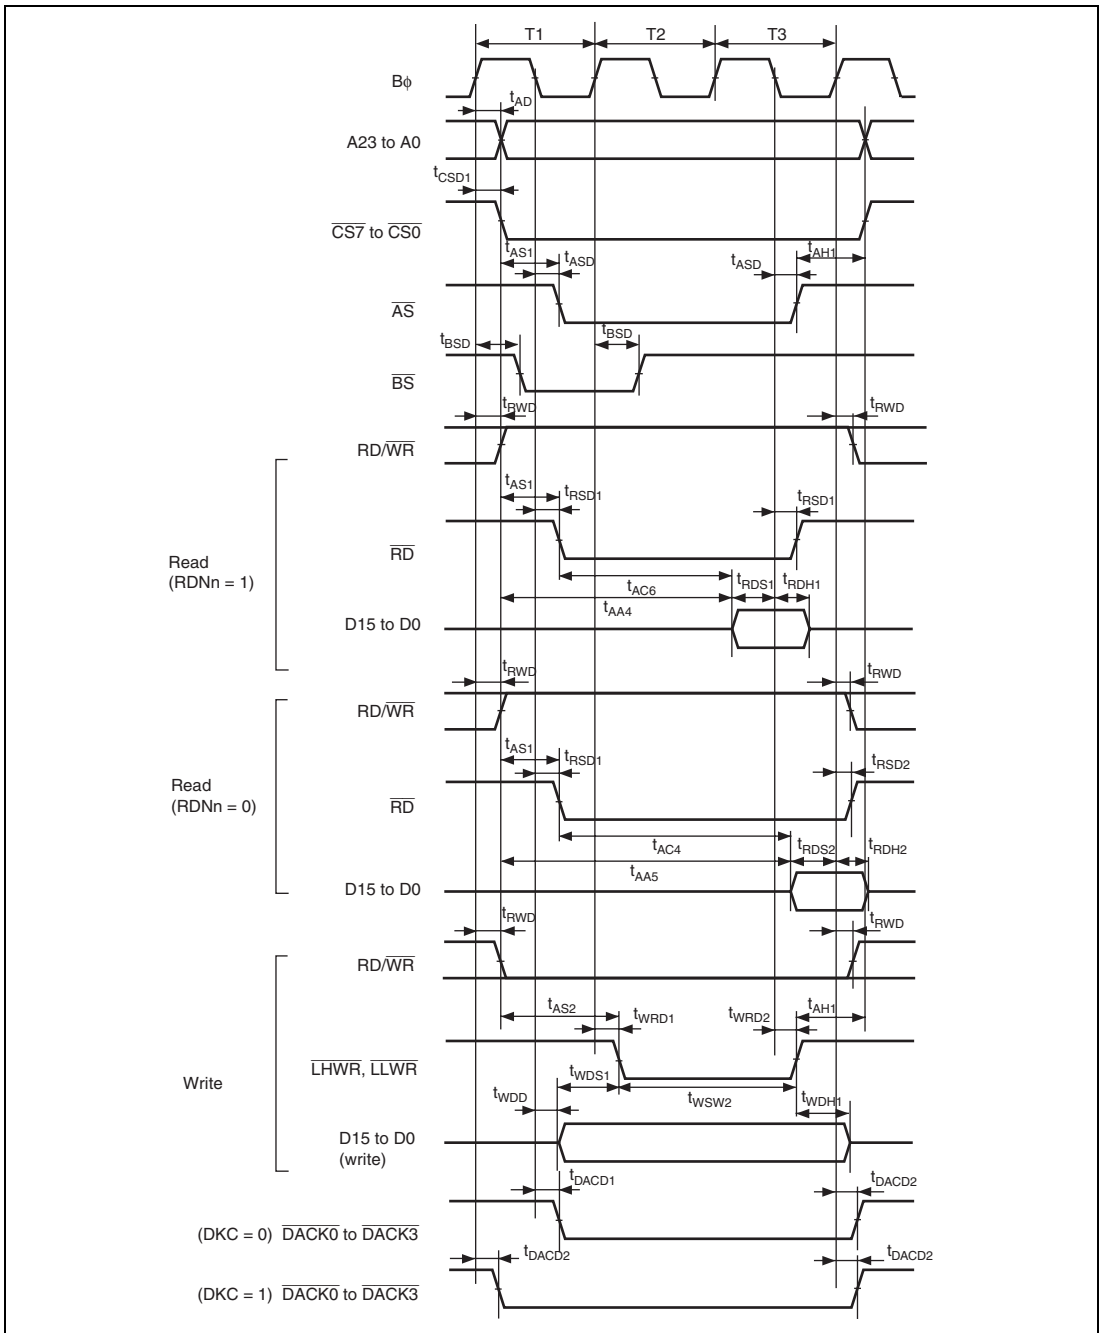 T1 T2 T3
Bϕ
tAD
A23 to A0
tCSD1
CS7 to CS0
tAS1 tASD tASD tAH1
AS
tBSD tBSD
BS
tRWD tRWD
RD/WR
tAS1 tRSD1 tRSD1
RD
Read
(RDNn = 1)
tAC6 tRDS1 tRDH1
tAA4
D15 to D0
tRWD tRWD
RD/WR
tAS1 tRSD1 tRSD2
Read
(RDNn = 0)
RD
tAC4 tRDS2 tRDH2
tAA5
D15 to D0
tRWD tRWD
RD/WR
tAS2 tWRD1 tWRD2 tAH1
LHWR, LLWR
Write
tWDD tWDS1 tWSW2 tWDH1
D15 to D0
(write)
tDACD1 tDACD2
(DKC = 0) DACK0 to DACK3
tDACD2 tDACD2
(DKC = 1) DACK0 to DACK3